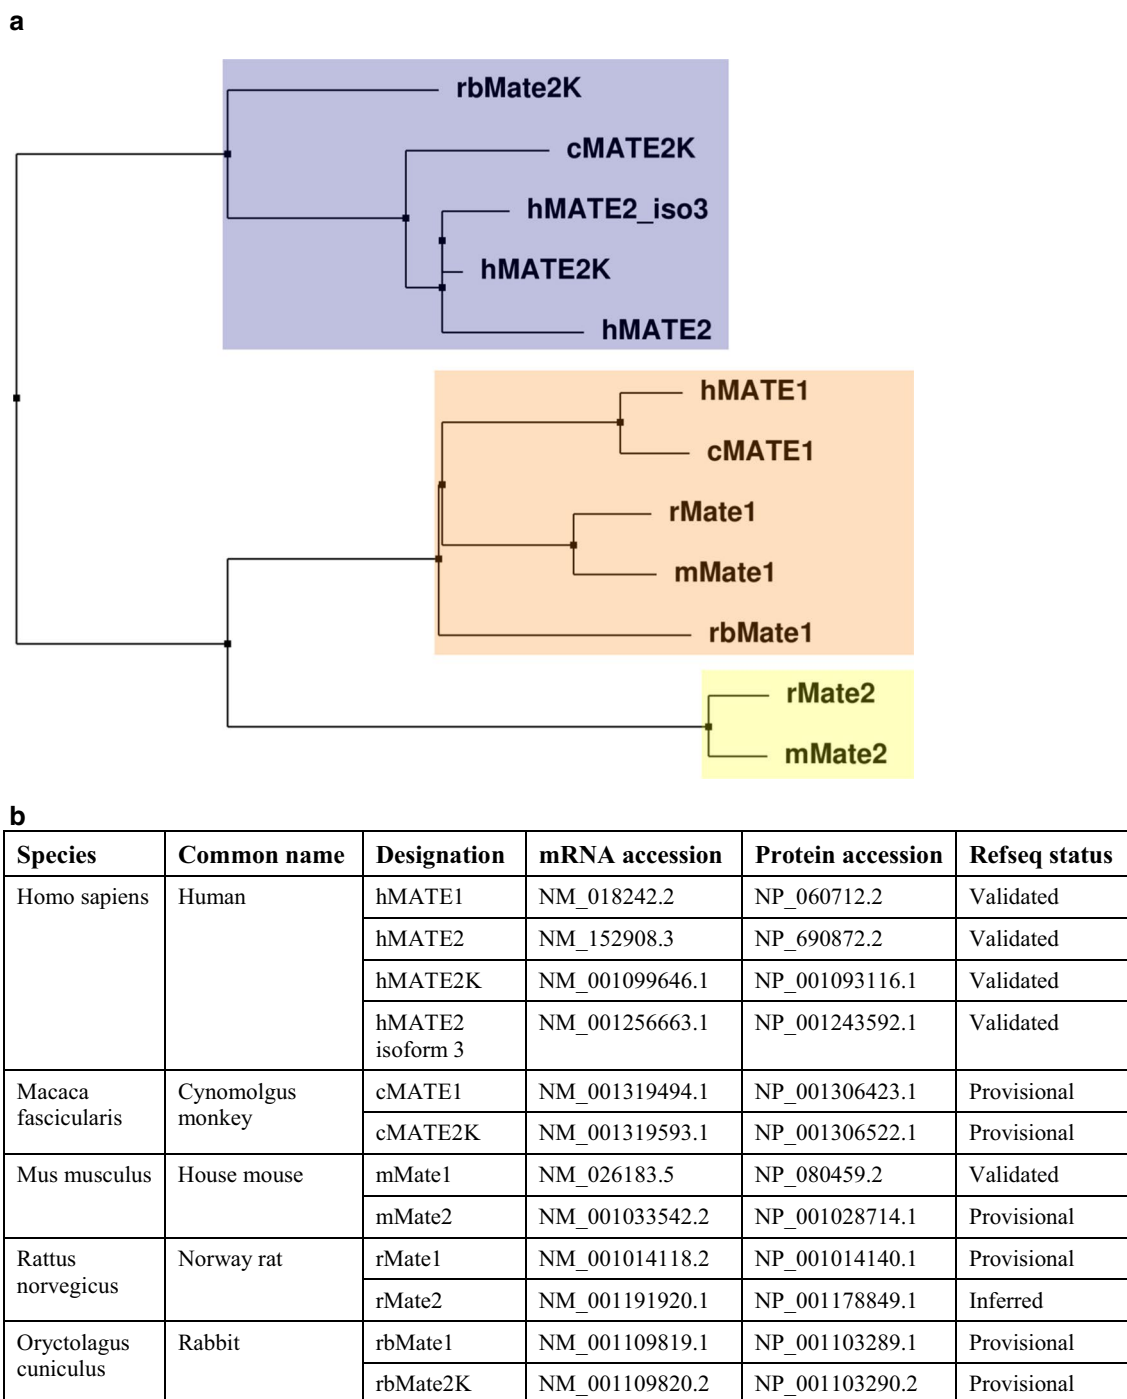 a
rbMate2K
cMATE2K
hMATE2_iso3
hMATE2K
hMATE2
hMATE1
cMATE1
rMate1
mMate1
rbMate1
rMate2
mMate2
b
Species Common name Designation mRNA accession Protein accession Refseq status
Homo sapiens Human hMATE1 NM_018242.2 NP_060712.2 Validated
hMATE2 NM_152908.3 NP_690872.2 Validated
hMATE2K NM_001099646.1 NP_001093116.1 Validated
hMATE2 NM_001256663.1 NP_001243592.1 Validated
isoform 3
Macaca Cynomolgus cMATE1 NM_001319494.1 NP_001306423.1 Provisional
fascicularis monkey
cMATE2K NM_001319593.1 NP_001306522.1 Provisional
Mus musculus House mouse mMate1 NM_026183.5 NP_080459.2 Validated
mMate2 NM_001033542.2 NP_001028714.1 Provisional
Rattus Norway rat rMate1 NM_001014118.2 NP_001014140.1 Provisional
norvegicus
rMate2 NM_001191920.1 NP_001178849.1 Inferred
Oryctolagus Rabbit rbMate1 NM_001109819.1 NP_001103289.1 Provisional
cuniculus
rbMate2K NM_001109820.2 NP_001103290.2 Provisional